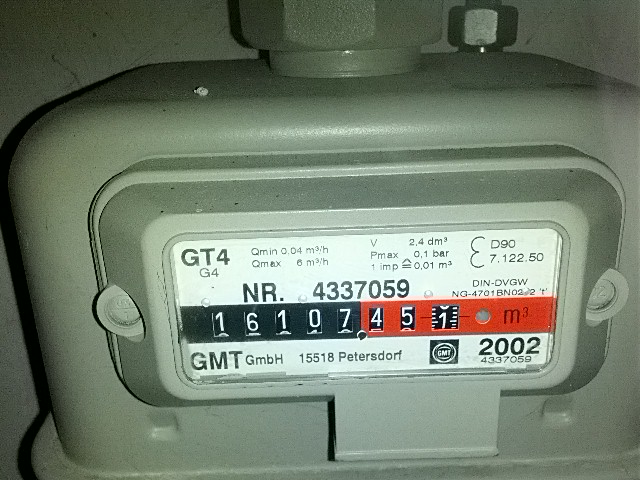 GT4
G4
Qmin 0,04 m³/h
Qmax 6 m³/h
V 2,4 dm³
Pmax 0,1 bar
1 imp ≙ 0,01 m³
D90
7.122.50
DIN-DVGW
NR. 4337059
1 6 1 0 7 4 5 1 m³
GMT GmbH 15518 Petersdorf GMT 2002
4337059